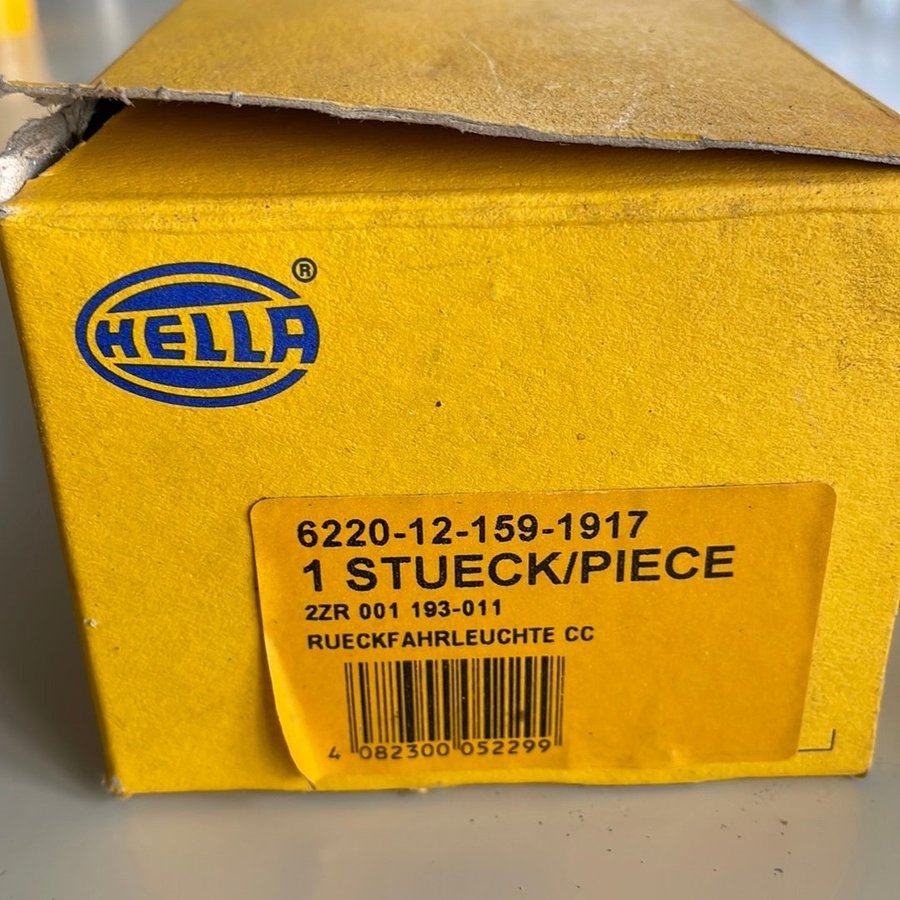 HELLA®
6220-12-159-1917
1 STUECK/PIECE
2ZR 001 193-011
RUECKFAHRLEUCHTE CC
4 082300 052299